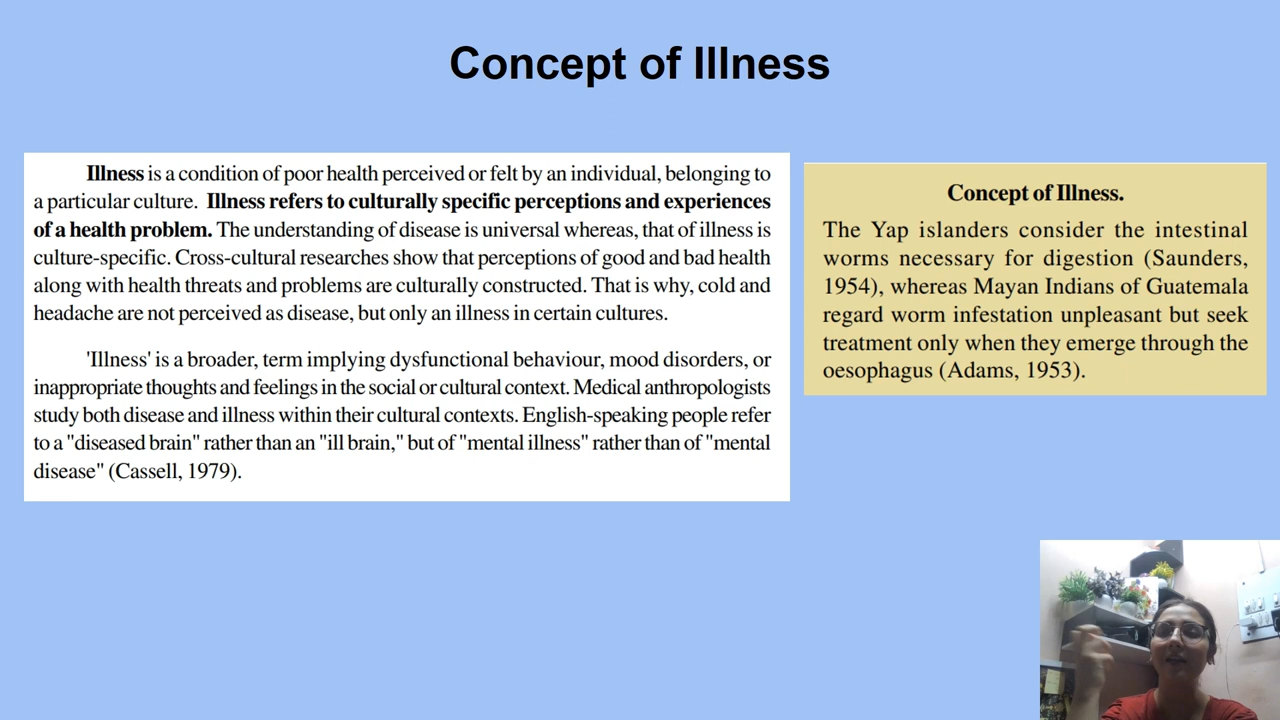 Concept of Illness
Illness is a condition of poor health perceived or felt by an individual, belonging to
a particular culture. Illness refers to culturally specific perceptions and experiences
of a health problem. The understanding of disease is universal whereas, that of illness is
culture-specific. Cross-cultural researches show that perceptions of good and bad health
along with health threats and problems are culturally constructed. That is why, cold and
headache are not perceived as disease, but only an illness in certain cultures.
'Illness' is a broader, term implying dysfunctional behaviour, mood disorders, or
inappropriate thoughts and feelings in the social or cultural context. Medical anthropologists
study both disease and illness within their cultural contexts. English-speaking people refer
to a "diseased brain" rather than an "ill brain," but of "mental illness" rather than of "mental
disease" (Cassell, 1979).
Concept of Illness.
The Yap islanders consider the intestinal
worms necessary for digestion (Saunders,
1954), whereas Mayan Indians of Guatemala
regard worm infestation unpleasant but seek
treatment only when they emerge through the
oesophagus (Adams, 1953).